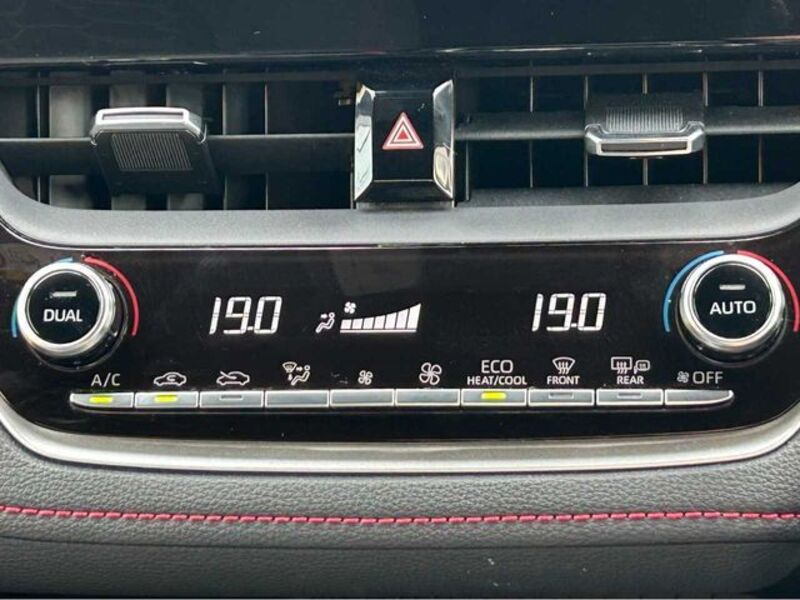 DUAL
19.0
19.0
AUTO
A/C
ECO
HEAT/COOL
FRONT
REAR
OFF